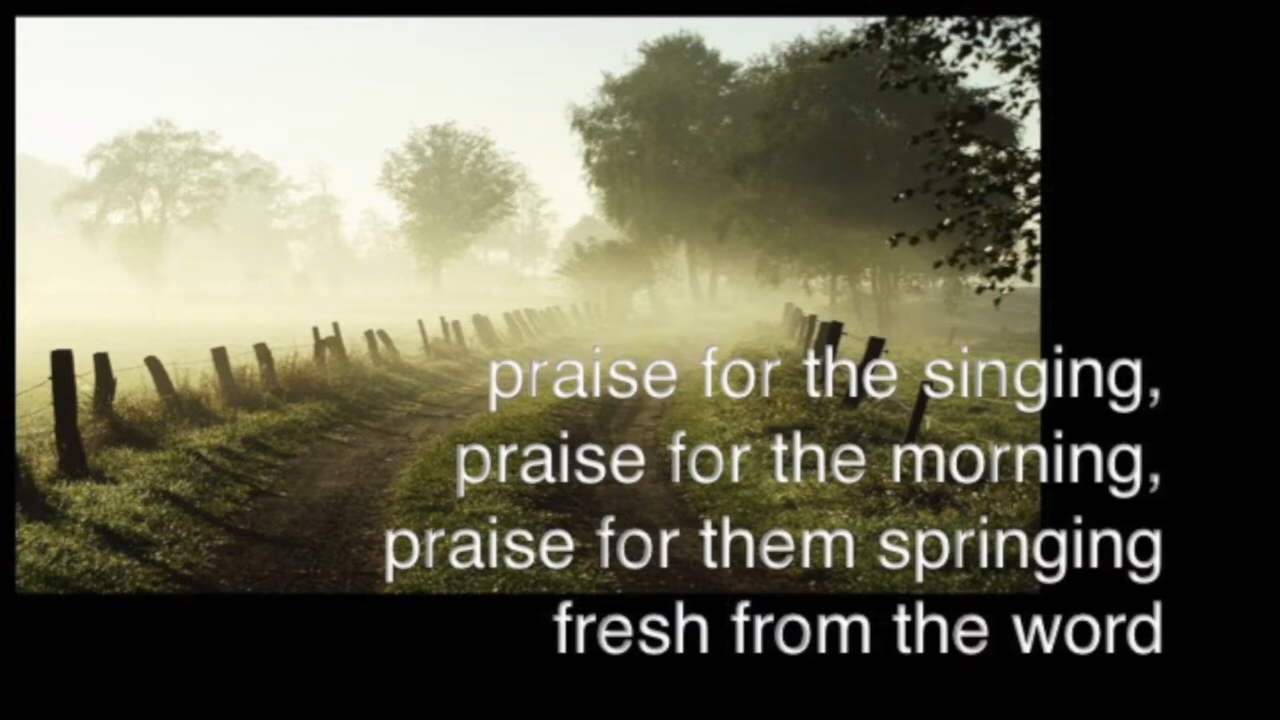 praise for the singing,
praise for the morning,
praise for them springing
fresh from the word